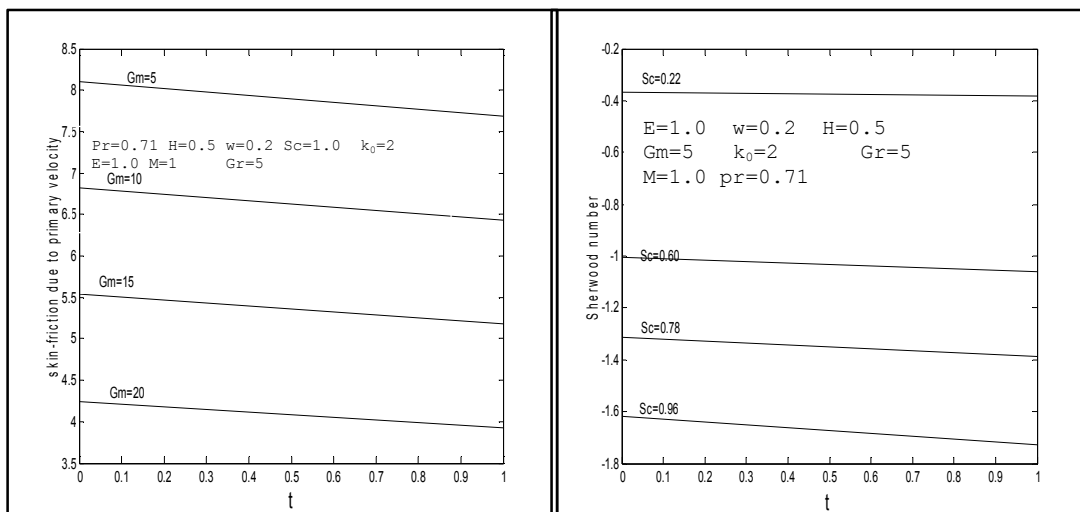 8.5
8
7.5
7
6.5
6
5.5
5
4.5
4
3.5
skin-friction due to primary velocity
Gm=5
Pr=0.71 H=0.5 w=0.2 Sc=1.0 k₀=2
E=1.0 M=1 Gr=5
Gm=10
Gm=15
Gm=20
0 0.1 0.2 0.3 0.4 0.5 0.6 0.7 0.8 0.9 1
t
-0.2
-0.4
-0.6
-0.8
-1
-1.2
-1.4
-1.6
-1.8
Sherwood number
Sc=0.22
E=1.0 w=0.2 H=0.5
Gm=5 k₀=2 Gr=5
M=1.0 pr=0.71
Sc=0.60
Sc=0.78
Sc=0.96
0 0.1 0.2 0.3 0.4 0.5 0.6 0.7 0.8 0.9 1
t